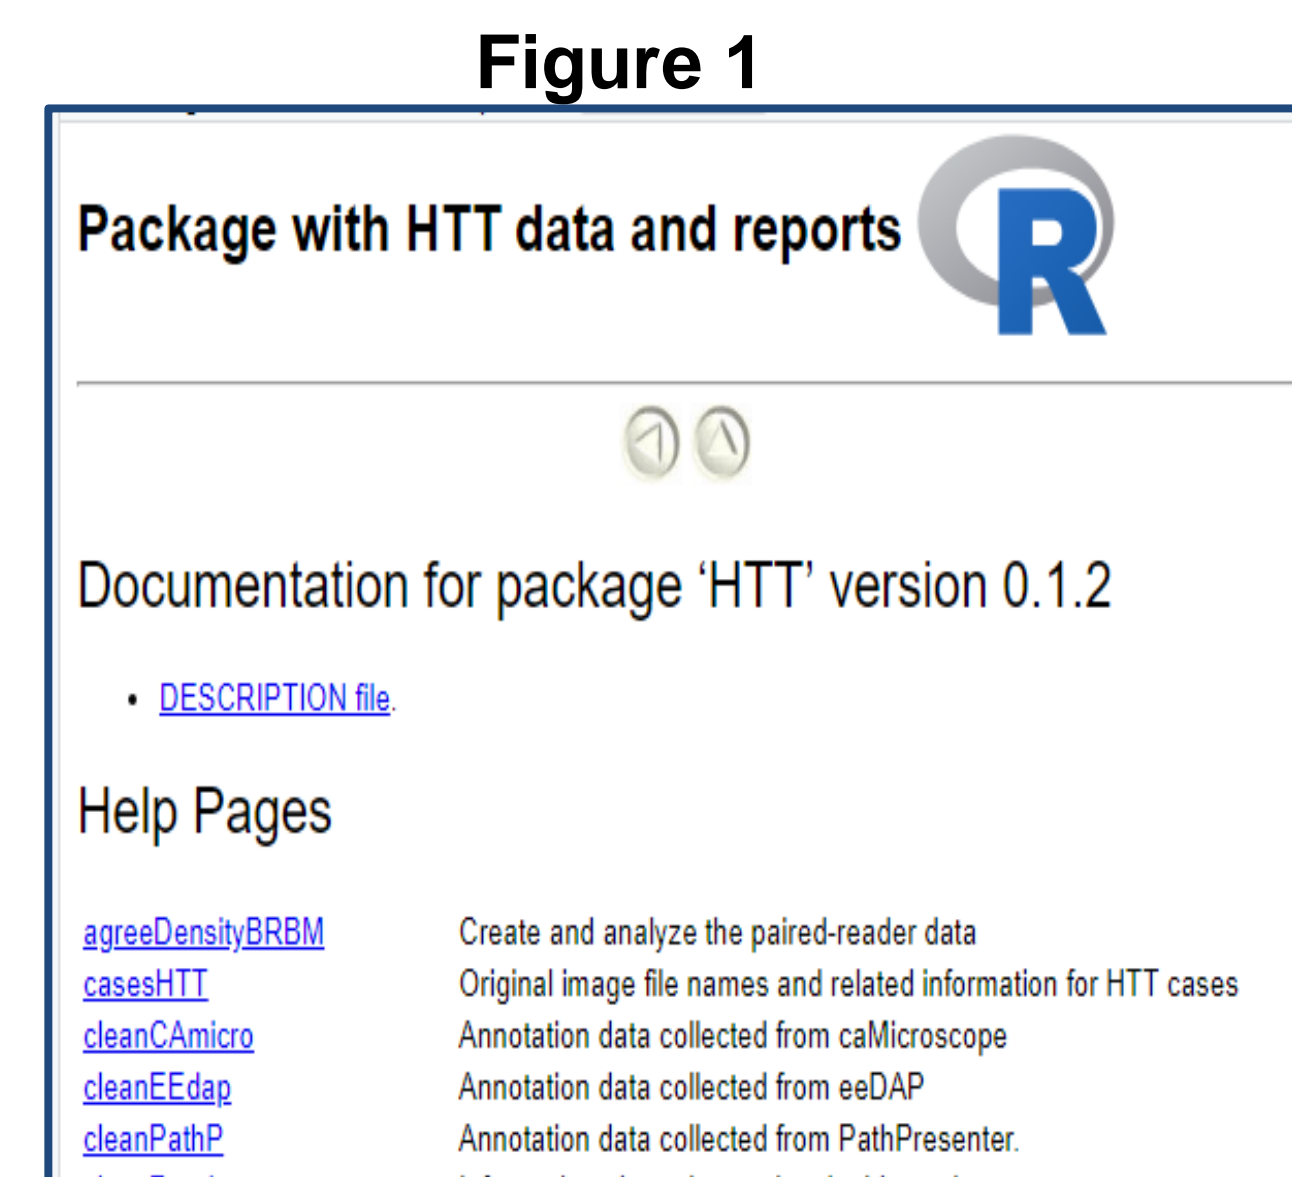 Figure 1
Package with HTT data and reports
R
Documentation for package ‘HTT’ version 0.1.2
• DESCRIPTION file.
Help Pages
agreeDensityBRBM Create and analyze the paired-reader data
casesHTT Original image file names and related information for HTT cases
cleanCAmicro Annotation data collected from caMicroscope
cleanEEdap Annotation data collected from eeDAP
cleanPathP Annotation data collected from PathPresenter.